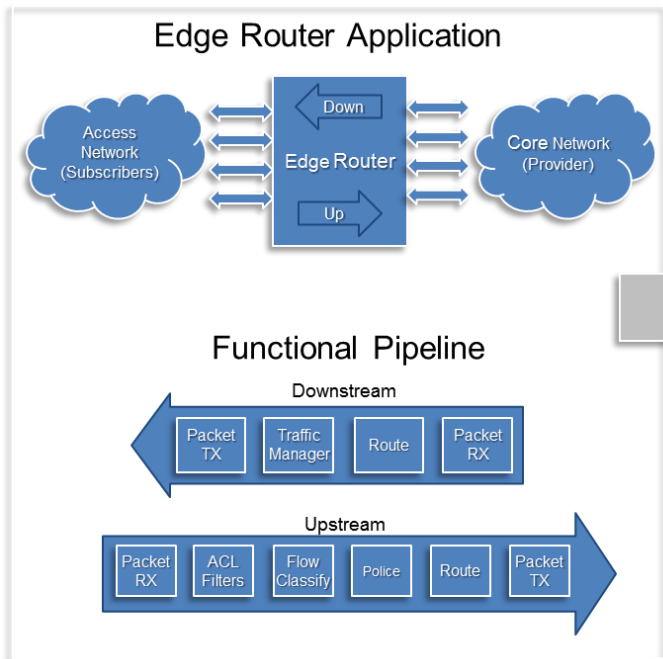 Edge Router Application
Access
Network
(Subscribers)
Down
Edge Router
Up
Core Network
(Provider)
Functional Pipeline
Downstream
Packet
TX
Traffic
Manager
Route
Packet
RX
Upstream
Packet
RX
ACL
Filters
Flow
Classify
Police
Route
Packet
TX